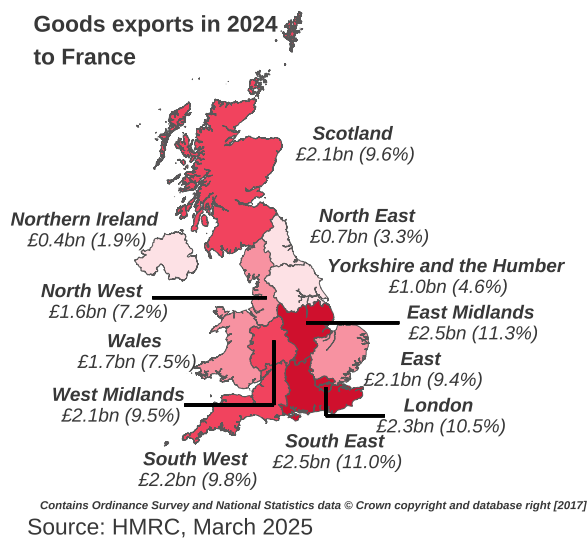 Goods exports in 2024
to France
Scotland
£2.1bn (9.6%)
Northern Ireland
£0.4bn (1.9%)
North East
£0.7bn (3.3%)
Yorkshire and the Humber
£1.0bn (4.6%)
North West
£1.6bn (7.2%)
East Midlands
£2.5bn (11.3%)
Wales
£1.7bn (7.5%)
East
£2.1bn (9.4%)
West Midlands
£2.1bn (9.5%)
London
£2.3bn (10.5%)
South East
£2.5bn (11.0%)
South West
£2.2bn (9.8%)
Contains Ordinance Survey and National Statistics data © Crown copyright and database right [2017]
Source: HMRC, March 2025